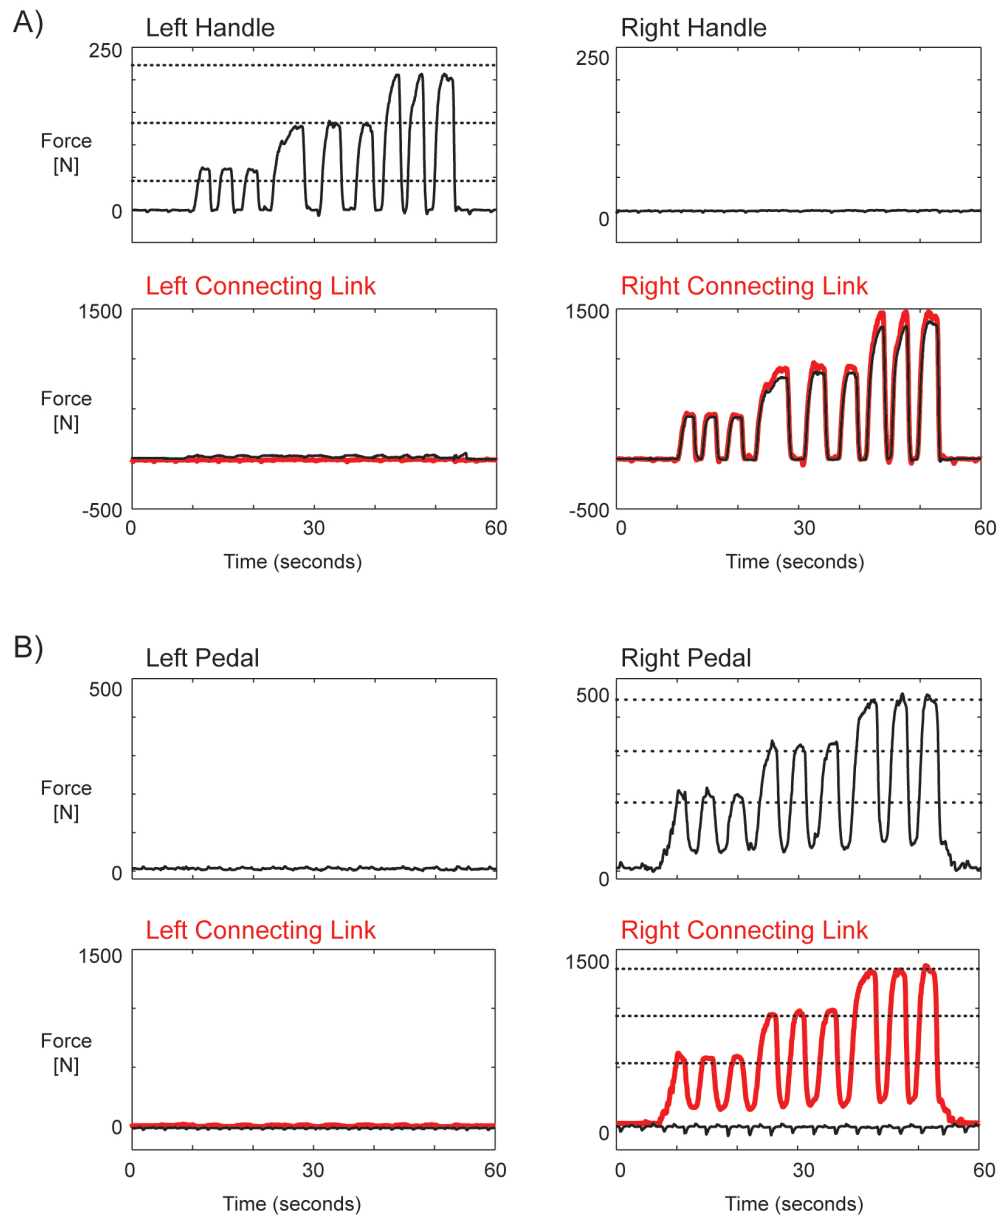 A)
Left Handle
Right Handle
250
250
Force
[N]
0
0
Left Connecting Link
Right Connecting Link
1500
1500
Force
[N]
-500
-500
0
30
60
0
30
60
Time (seconds)
Time (seconds)
B)
Left Pedal
Right Pedal
500
500
Force
[N]
0
0
Left Connecting Link
Right Connecting Link
1500
1500
Force
[N]
0
0
0
30
60
0
30
60
Time (seconds)
Time (seconds)